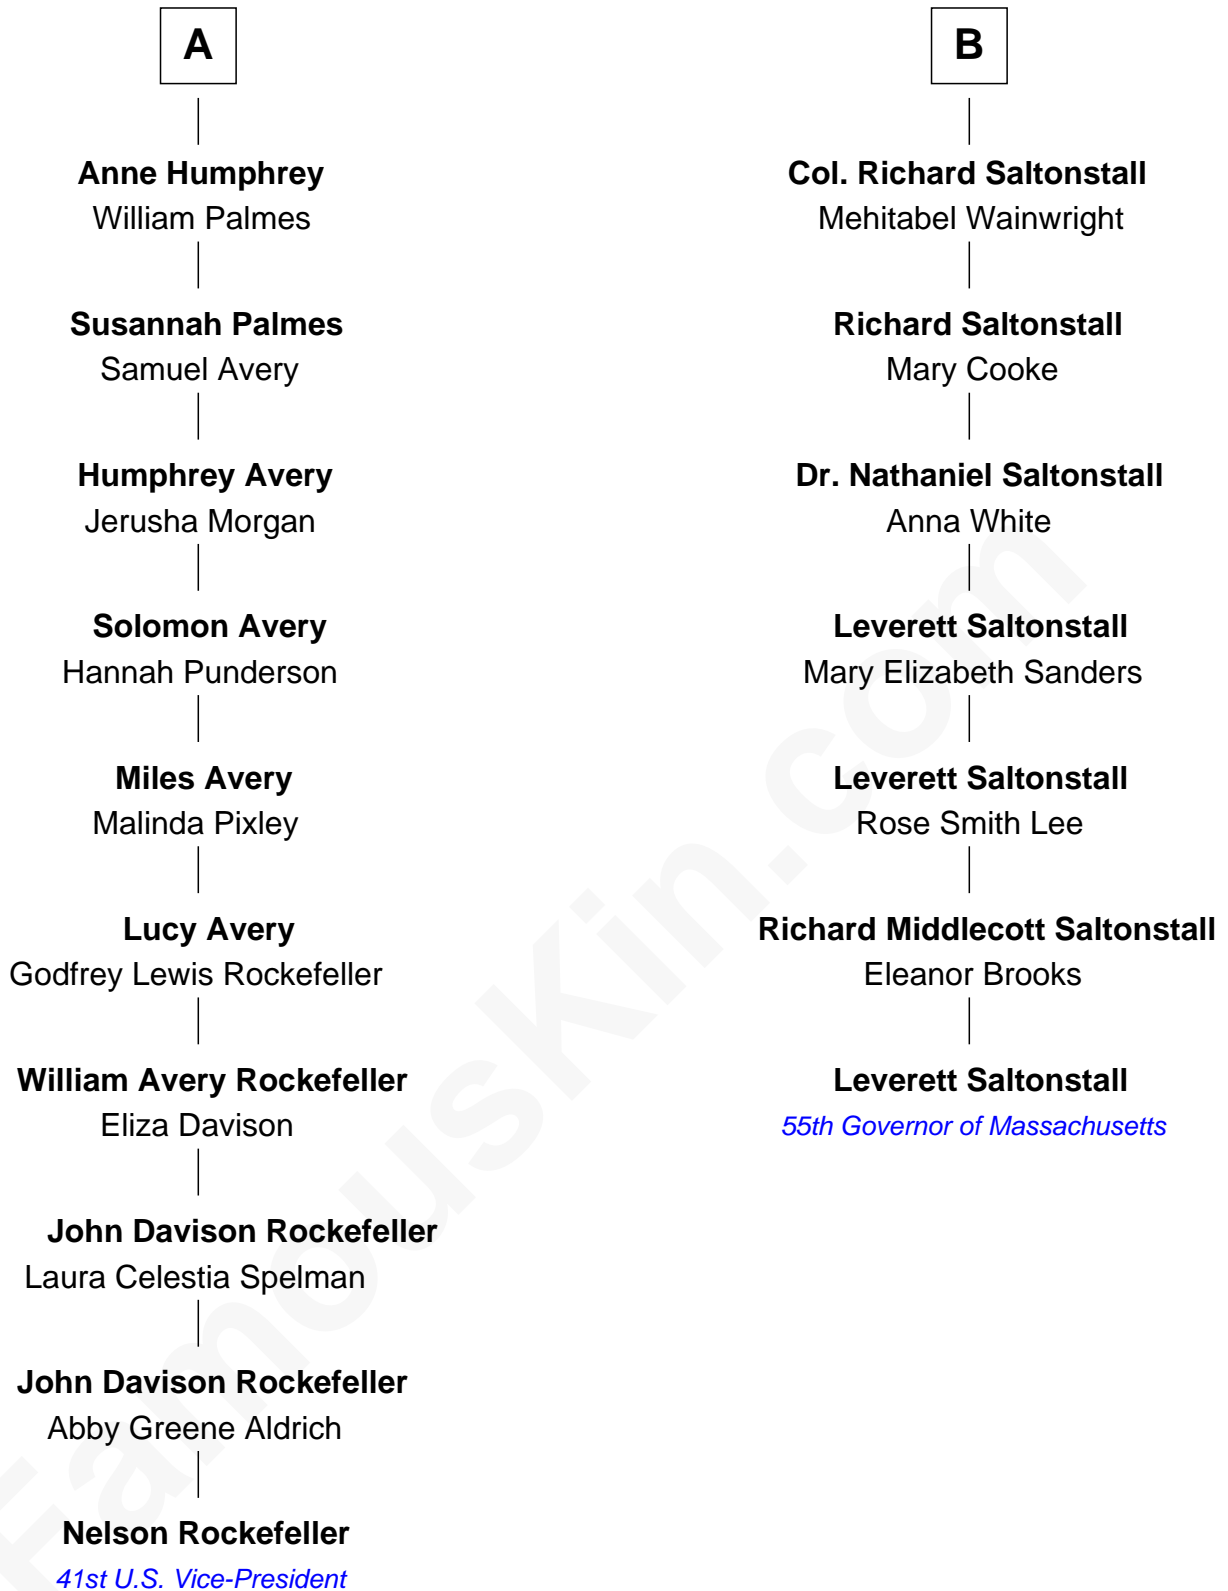 A
Anne Humphrey
William Palmes
Susannah Palmes
Samuel Avery
Humphrey Avery
Jerusha Morgan
Solomon Avery
Hannah Punderson
Miles Avery
Malinda Pixley
Lucy Avery
Godfrey Lewis Rockefeller
William Avery Rockefeller
Eliza Davison
John Davison Rockefeller
Laura Celestia Spelman
John Davison Rockefeller
Abby Greene Aldrich
Nelson Rockefeller
41st U.S. Vice-President
B
Col. Richard Saltonstall
Mehitabel Wainwright
Richard Saltonstall
Mary Cooke
Dr. Nathaniel Saltonstall
Anna White
Leverett Saltonstall
Mary Elizabeth Sanders
Leverett Saltonstall
Rose Smith Lee
Richard Middlecott Saltonstall
Eleanor Brooks
Leverett Saltonstall
55th Governor of Massachusetts
FamousKin.com